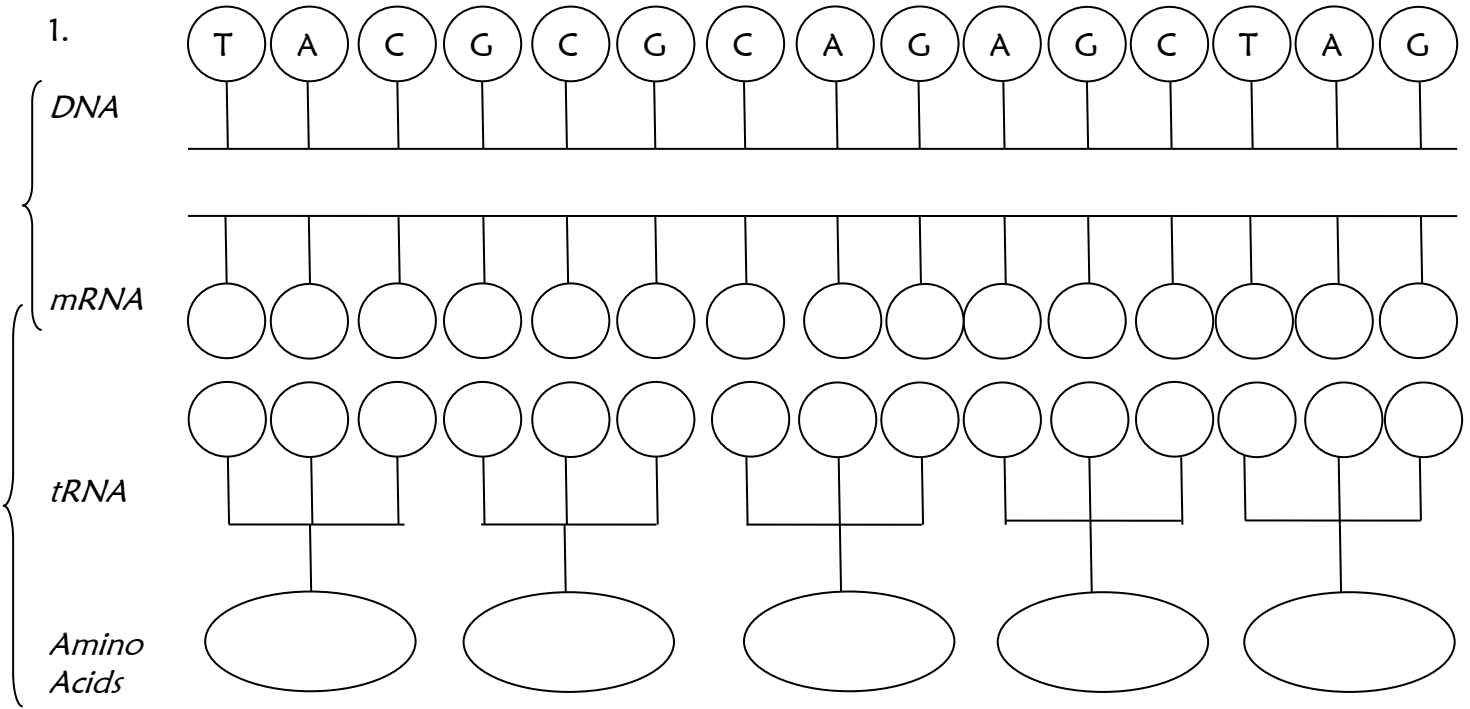 1.
T A C G C G C A G A G C T A G
DNA
mRNA
tRNA
Amino
Acids